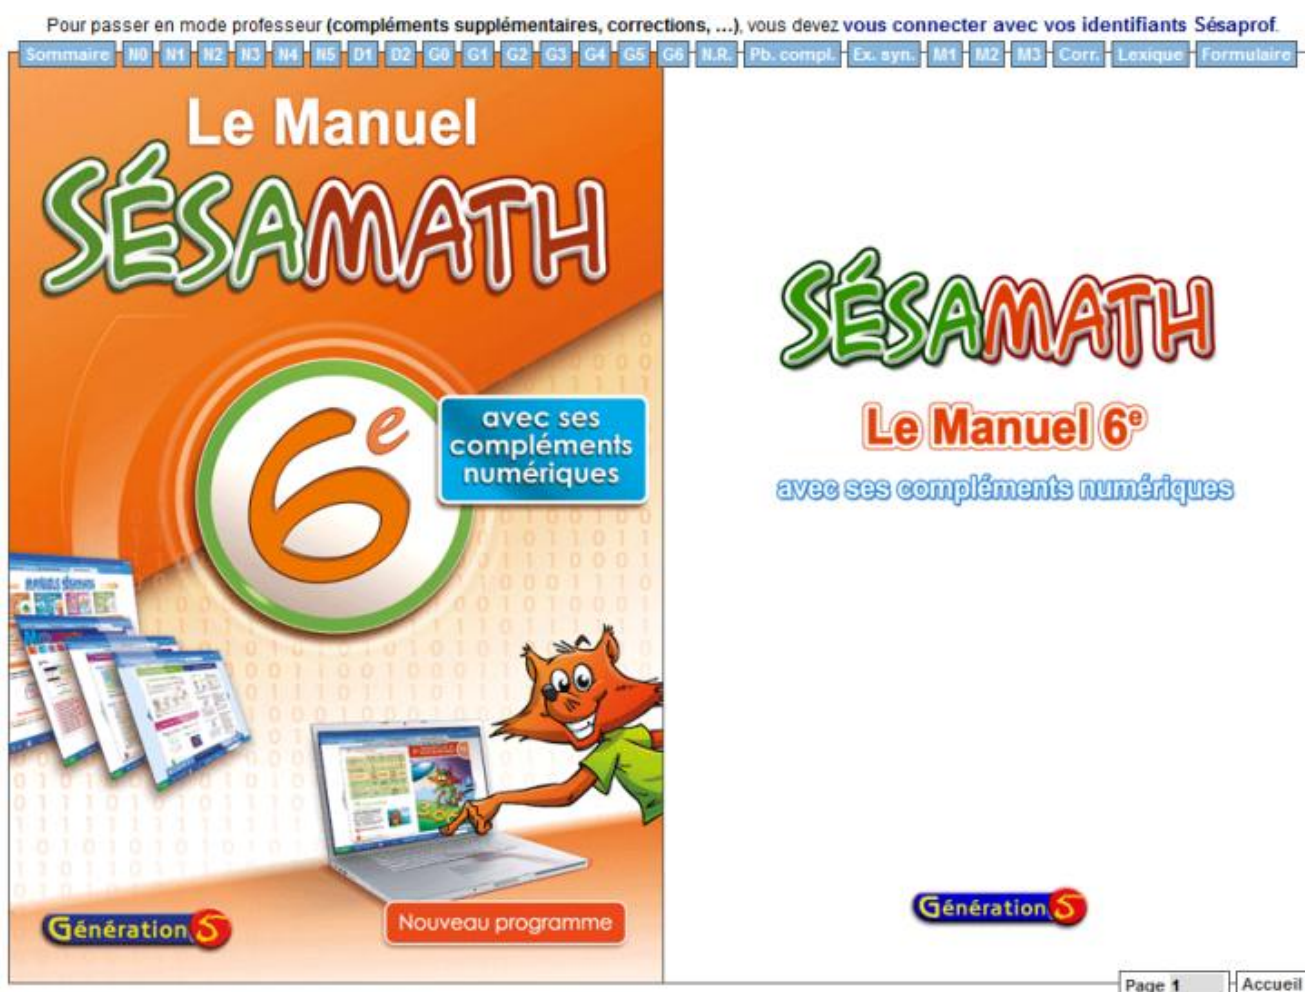 Pour passer en mode professeur (compléments supplémentaires, corrections, ...), vous devez vous connecter avec vos identifiants Sésaprof.
Sommaire N0 N1 N2 N3 N4 N5 D1 D2 G0 G1 G2 G3 G4 G5 G6 N.R. Pb. compl. Ex. syn. M1 M2 M3 Corr. Lexique Formulaire
Le Manuel
SÉSAMATH
6e
avec ses
compléments
numériques
MANUELS SÉSAMATH
Génération S
Nouveau programme
SÉSAMATH
Le Manuel 6e
avec ses compléments numériques
Génération S
Page 1
Accueil